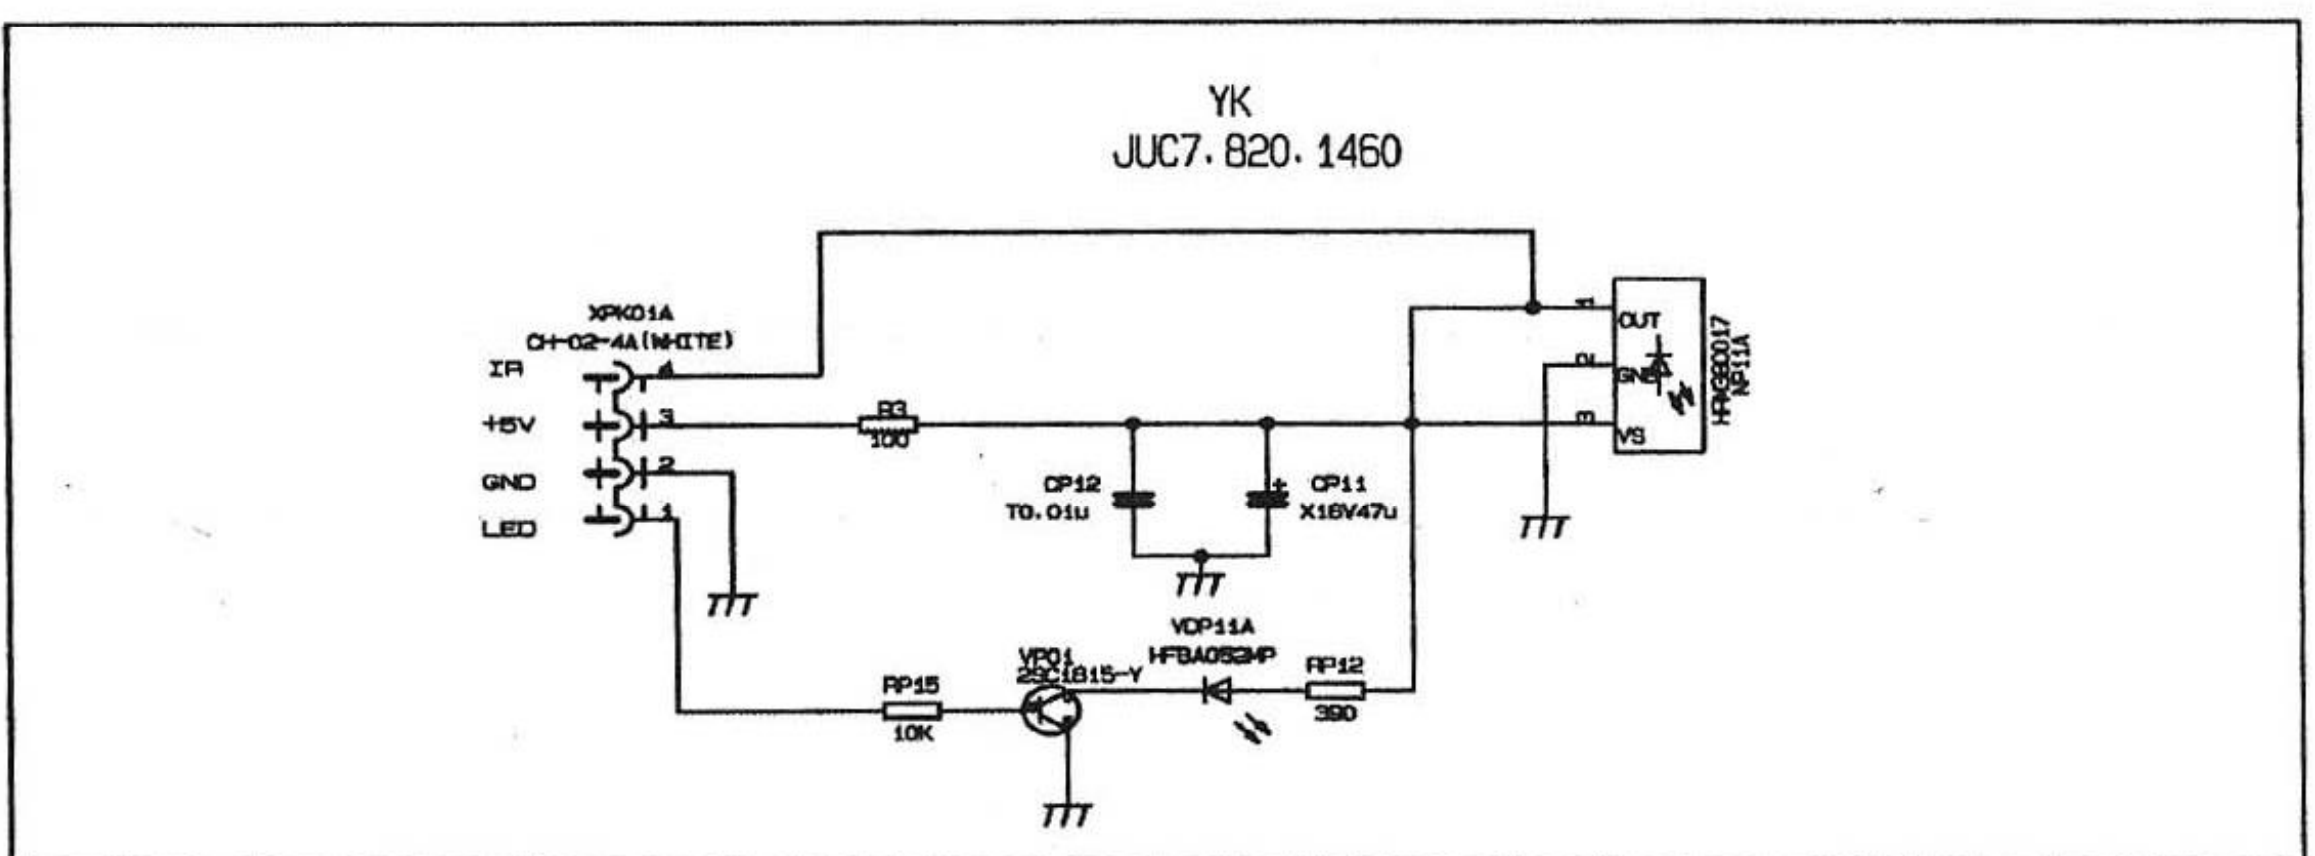 YK
JUC7.820.1460
XPK01A
CH-02-4A(WHITE)
IR
4
+5V
3
GND
2
LED
1
R3
100
CP12
T0.01u
+
CP11
X16V47u
1
OUT
2
GND
3
VS
NP11A
VDP11A
VP01
2SC1815-Y
RP12
390
RP15
10K